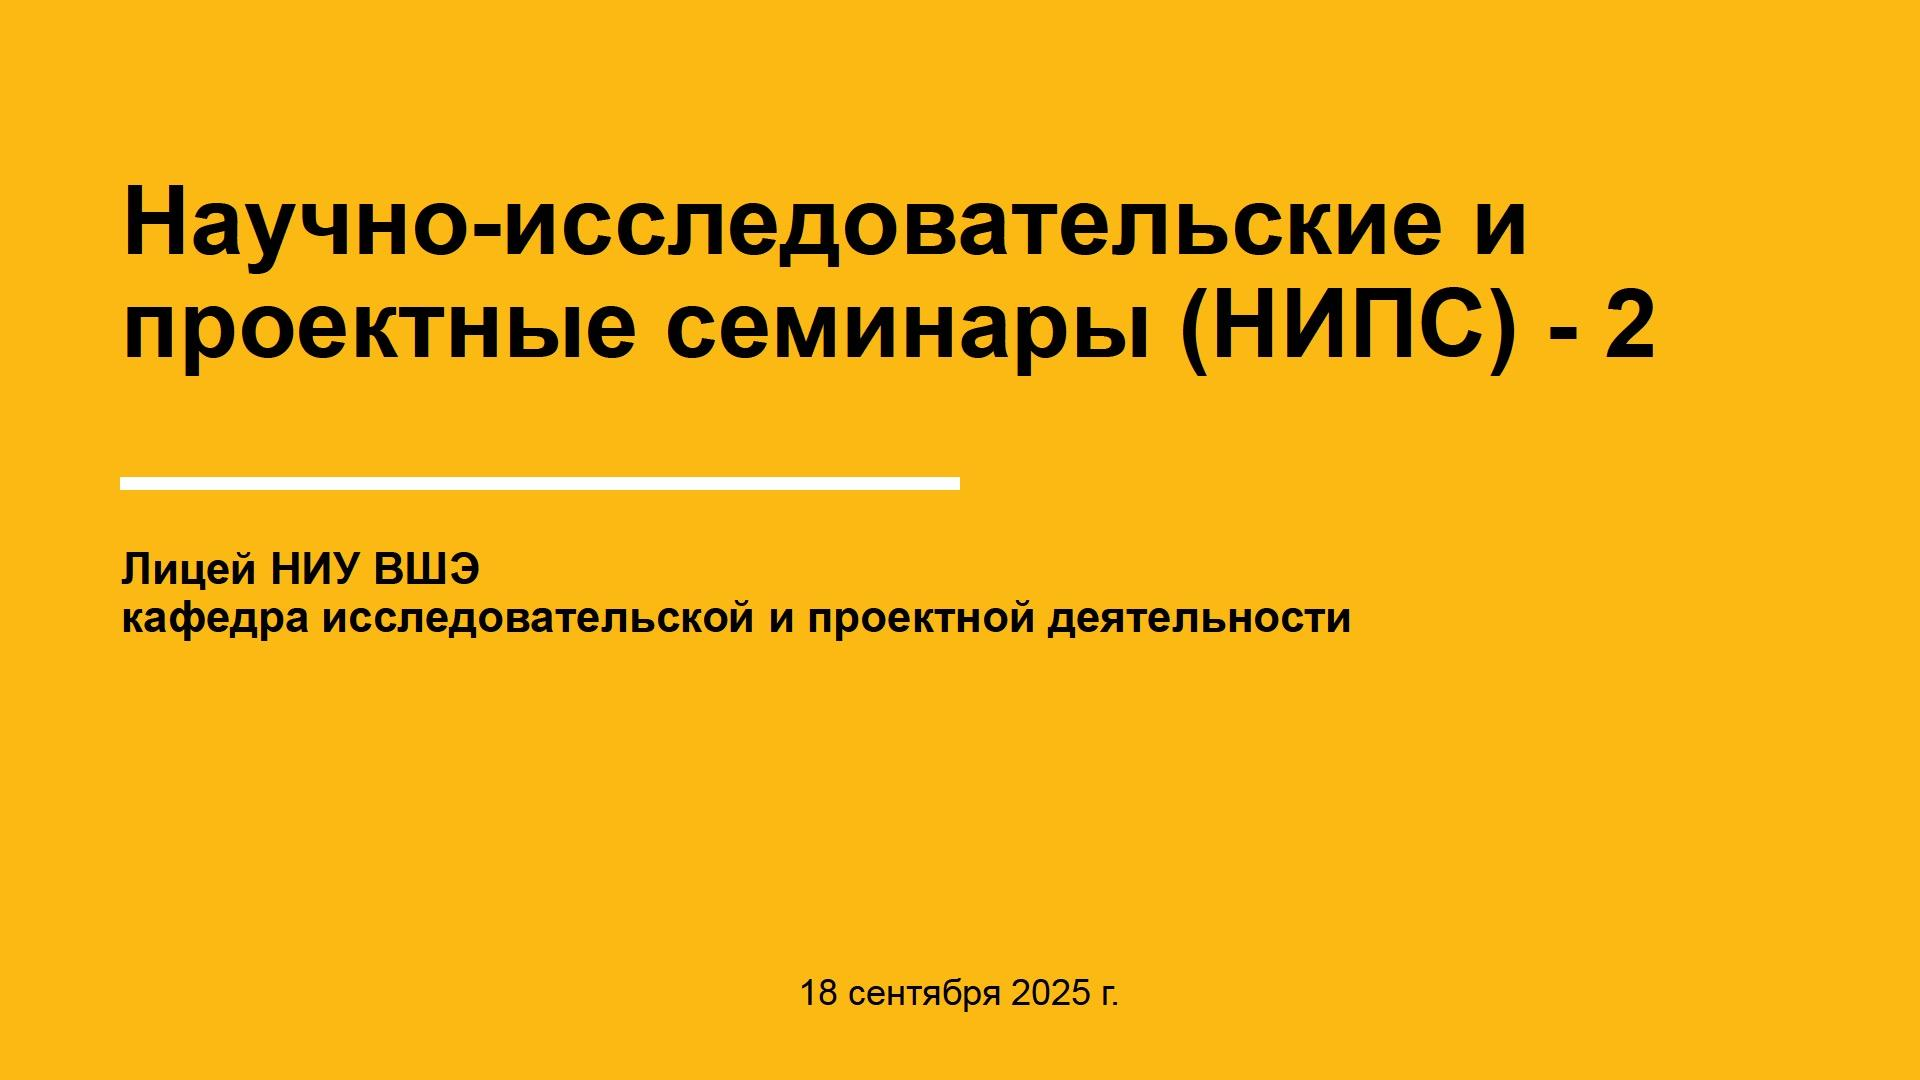 Научно-исследовательские и
проектные семинары (НИПС) - 2
Лицей НИУ ВШЭ
кафедра исследовательской и проектной деятельности
18 сентября 2025 г.